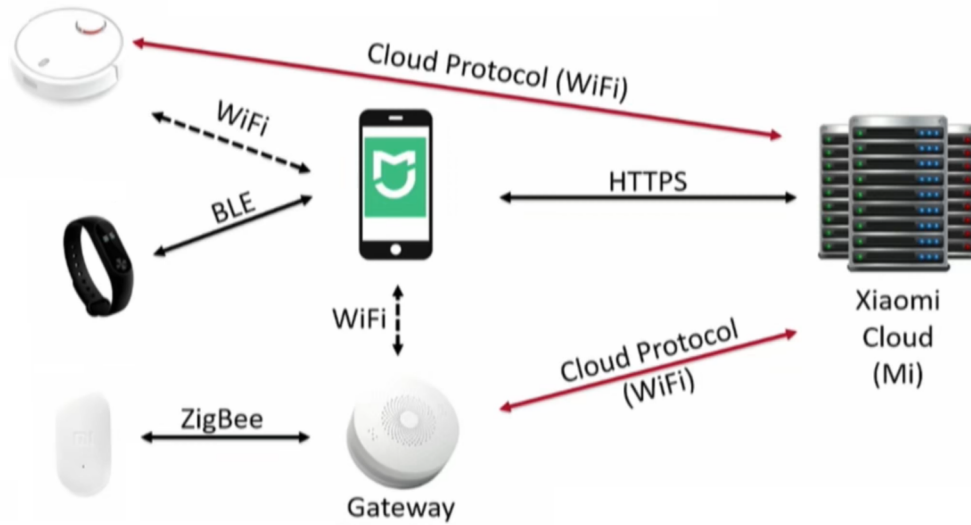 Cloud Protocol (WiFi)
WiFi
HTTPS
BLE
WiFi
Xiaomi
Cloud
(Mi)
Cloud Protocol
(WiFi)
ZigBee
Gateway